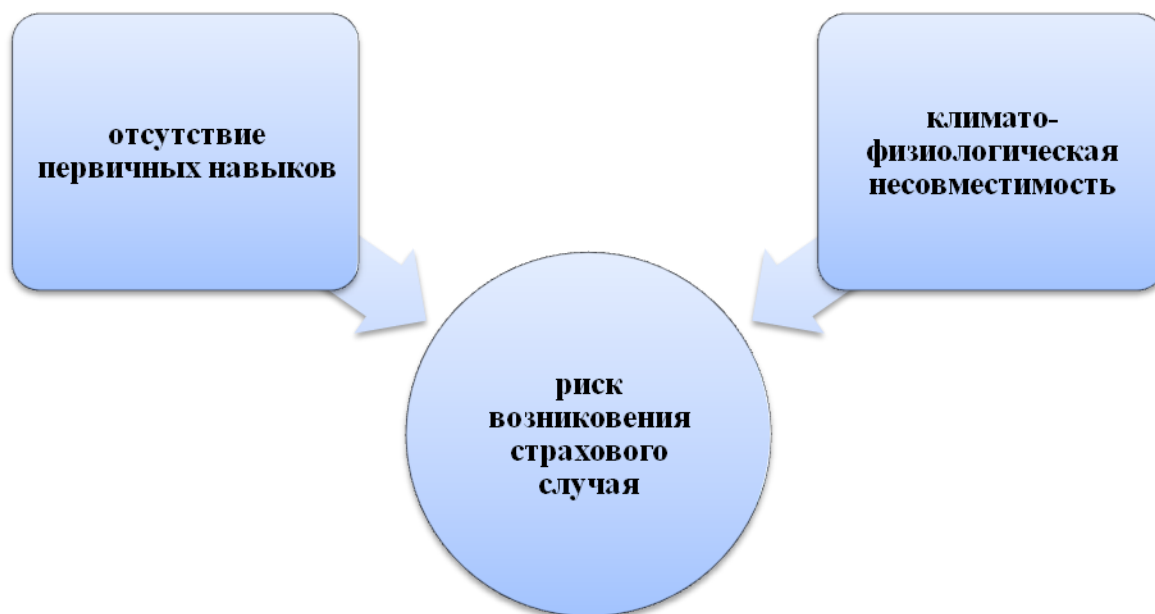 отсутствие
первичных навыков
климато-
физиологическая
несовместимость
риск
возниковения
страхового
случая